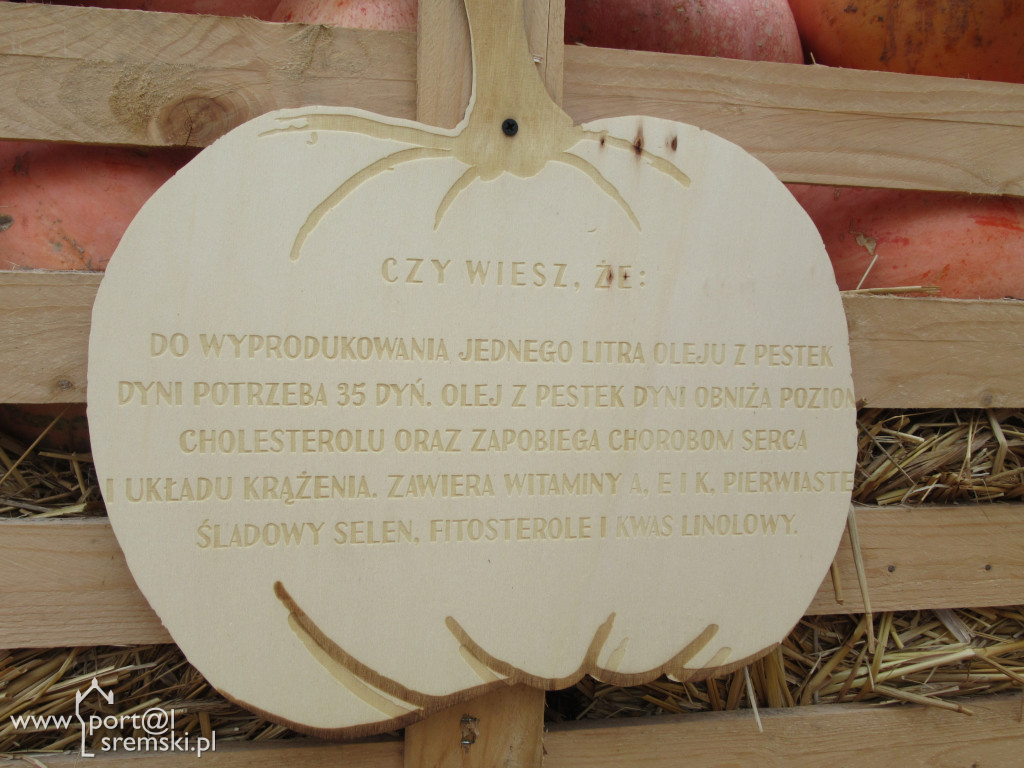 CZY WIESZ, ŻE:
DO WYPRODUKOWANIA JEDNEGO LITRA OLEJU Z PESTEK
DYNI POTRZEBA 35 DYŃ. OLEJ Z PESTEK DYNI OBNIŻA POZIOM
CHOLESTEROLU ORAZ ZAPOBIEGA CHOROBOM SERCA
I UKŁADU KRĄŻENIA. ZAWIERA WITAMINY A, E I K, PIERWIASTE
ŚLADOWY SELEN, FITOSTEROLE I KWAS LINOLOWY.
www.port@l
sremski.pl